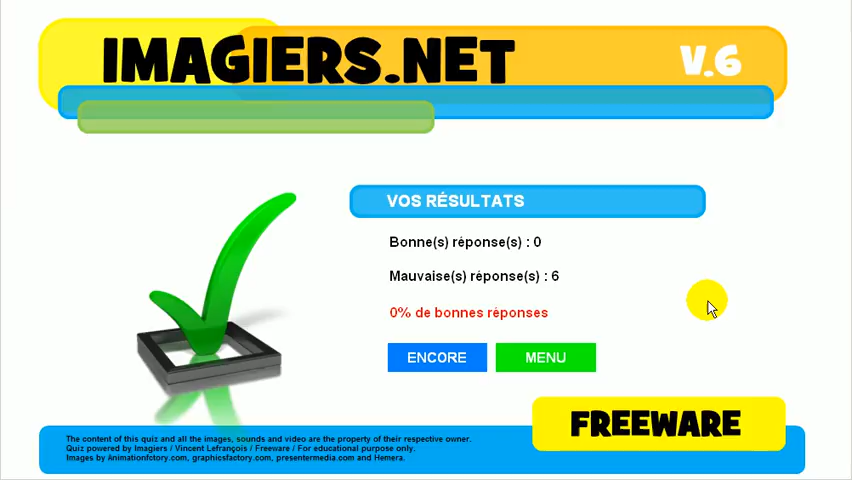 IMAGIERS.NET
V.6
VOS RÉSULTATS
Bonne(s) réponse(s) : 0
Mauvaise(s) réponse(s) : 6
0% de bonnes réponses
ENCORE
MENU
FREEWARE
The content of this quiz and all the images, sounds and video are the property of their respective owner.
Quiz powered by Imagiers / Vincent Lefrançois / Freeware / For educational purpose only.
Images by Animationfctory.com, graphicsfactory.com, presentermedia.com and Hemera.